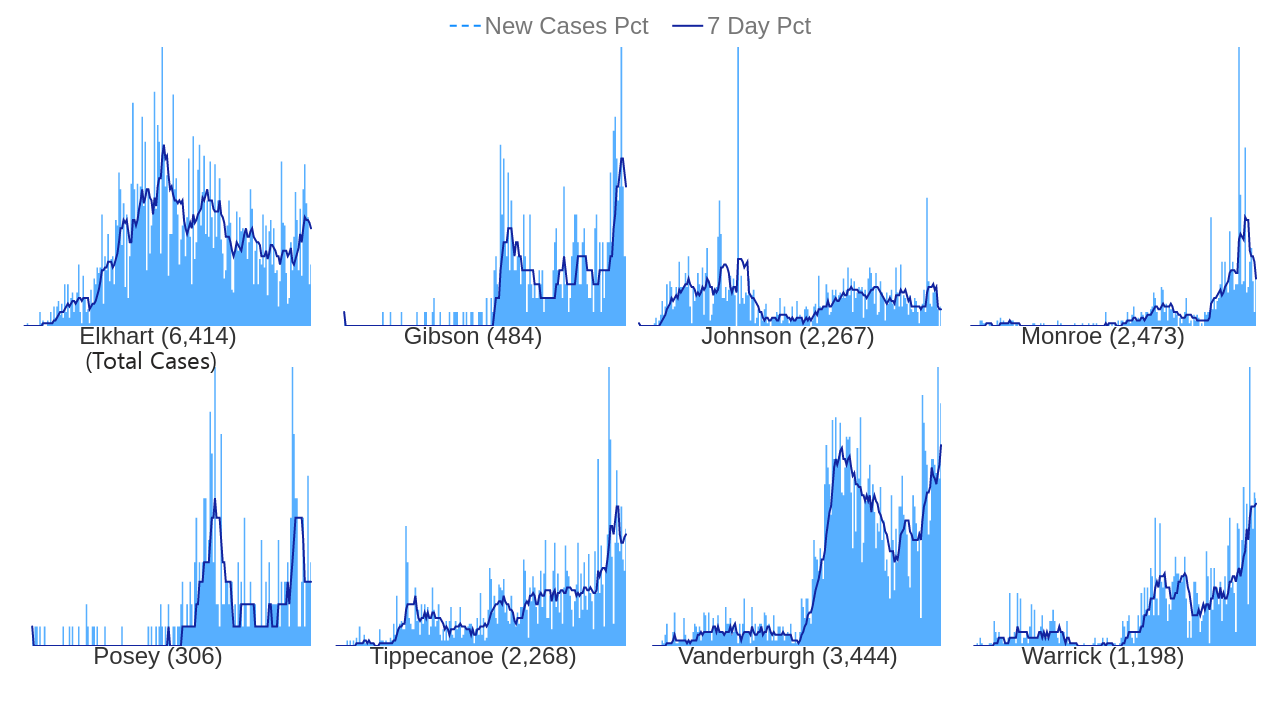 New Cases Pct 7 Day Pct
Elkhart (6,414) Gibson (484) Johnson (2,267) Monroe (2,473)
(Total Cases)
Posey (306) Tippecanoe (2,268) Vanderburgh (3,444) Warrick (1,198)